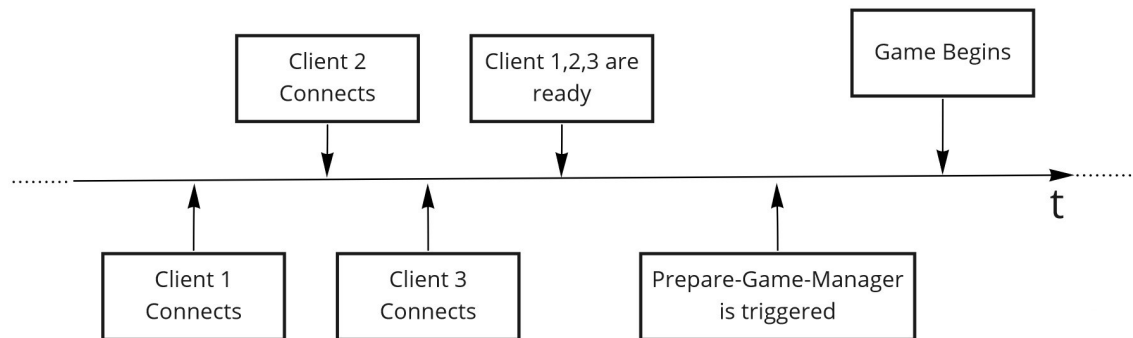 Client 2
Connects
Client 1,2,3 are
ready
Game Begins
t
Client 1
Connects
Client 3
Connects
Prepare-Game-Manager
is triggered